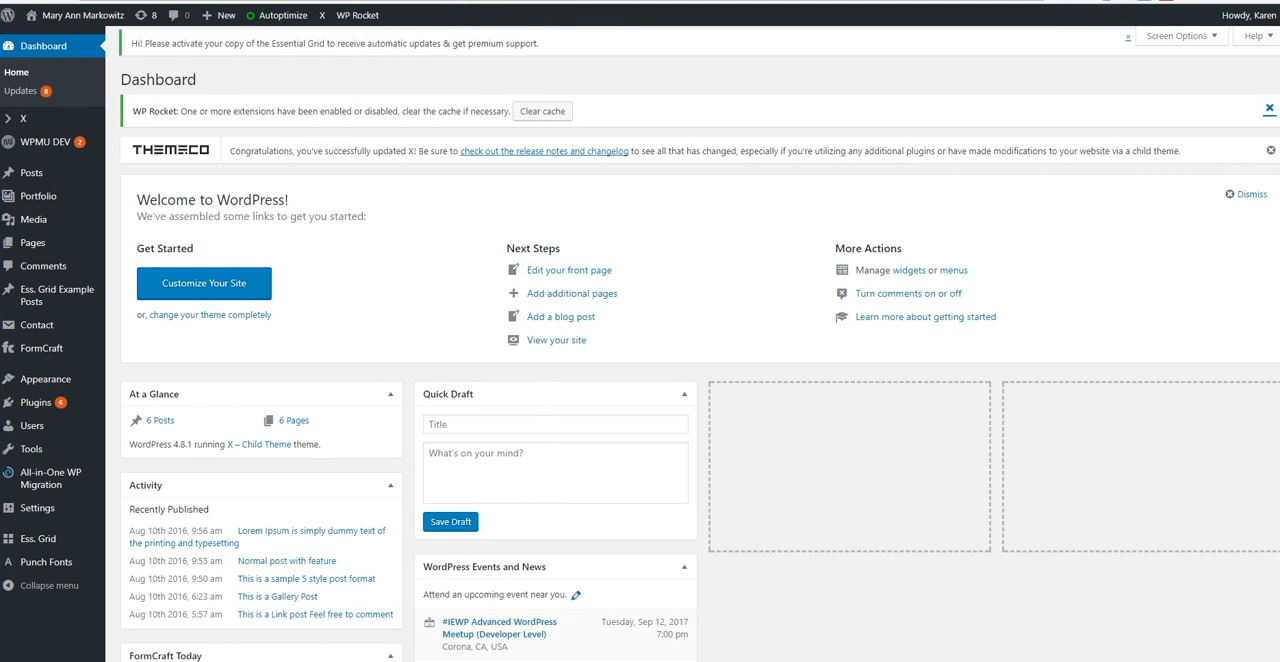 Mary Ann Markowitz 8 0 New Autoptimize X WP Rocket Howdy, Karen
Dashboard
Home
Updates 8
X
WPMU DEV 2
Posts
Portfolio
Media
Pages
Comments
Ess. Grid Example
Posts
Contact
FormCraft
Appearance
Plugins 6
Users
Tools
All-in-One WP
Migration
Settings
Ess. Grid
Punch Fonts
Collapse menu
Hi! Please activate your copy of the Essential Grid to receive automatic updates & get premium support.
x Screen Options Help
Dashboard
WP Rocket: One or more extensions have been enabled or disabled, clear the cache if necessary. Clear cache
THEMECO Congratulations, you've successfully updated X! Be sure to check out the release notes and changelog to see all that has changed, especially if you're utilizing any additional plugins or have made modifications to your website via a child theme.
Welcome to WordPress!
Dismiss
We've assembled some links to get you started:
Get Started
Customize Your Site
or, change your theme completely
Next Steps
Edit your front page
Add additional pages
Add a blog post
View your site
More Actions
Manage widgets or menus
Turn comments on or off
Learn more about getting started
At a Glance
6 Posts 6 Pages
WordPress 4.8.1 running X – Child Theme theme.
Activity
Recently Published
Aug 10th 2016, 9:56 am Lorem Ipsum is simply dummy text of
the printing and typesetting
Aug 10th 2016, 9:55 am Normal post with feature
Aug 10th 2016, 9:50 am This is a sample 5 style post format
Aug 10th 2016, 6:23 am This is a Gallery Post
Aug 10th 2016, 5:57 am This is a Link post Feel free to comment
FormCraft Today
Quick Draft
Title
What's on your mind?
Save Draft
WordPress Events and News
Attend an upcoming event near you.
#IEWP Advanced WordPress Tuesday, Sep 12, 2017
Meetup (Developer Level) 7:00 pm
Corona, CA, USA